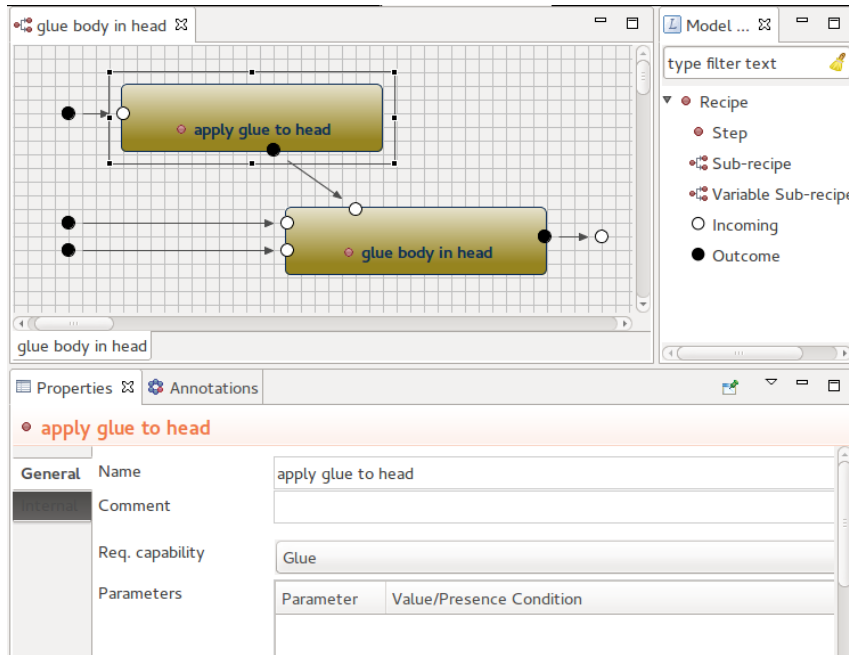 glue body in head
Model ...
type filter text
Recipe
Step
Sub-recipe
Variable Sub-recipe
Incoming
Outcome
apply glue to head
glue body in head
glue body in head
Properties
Annotations
apply glue to head
General
Name
apply glue to head
Internal
Comment
Req. capability
Glue
Parameters
Parameter
Value/Presence Condition